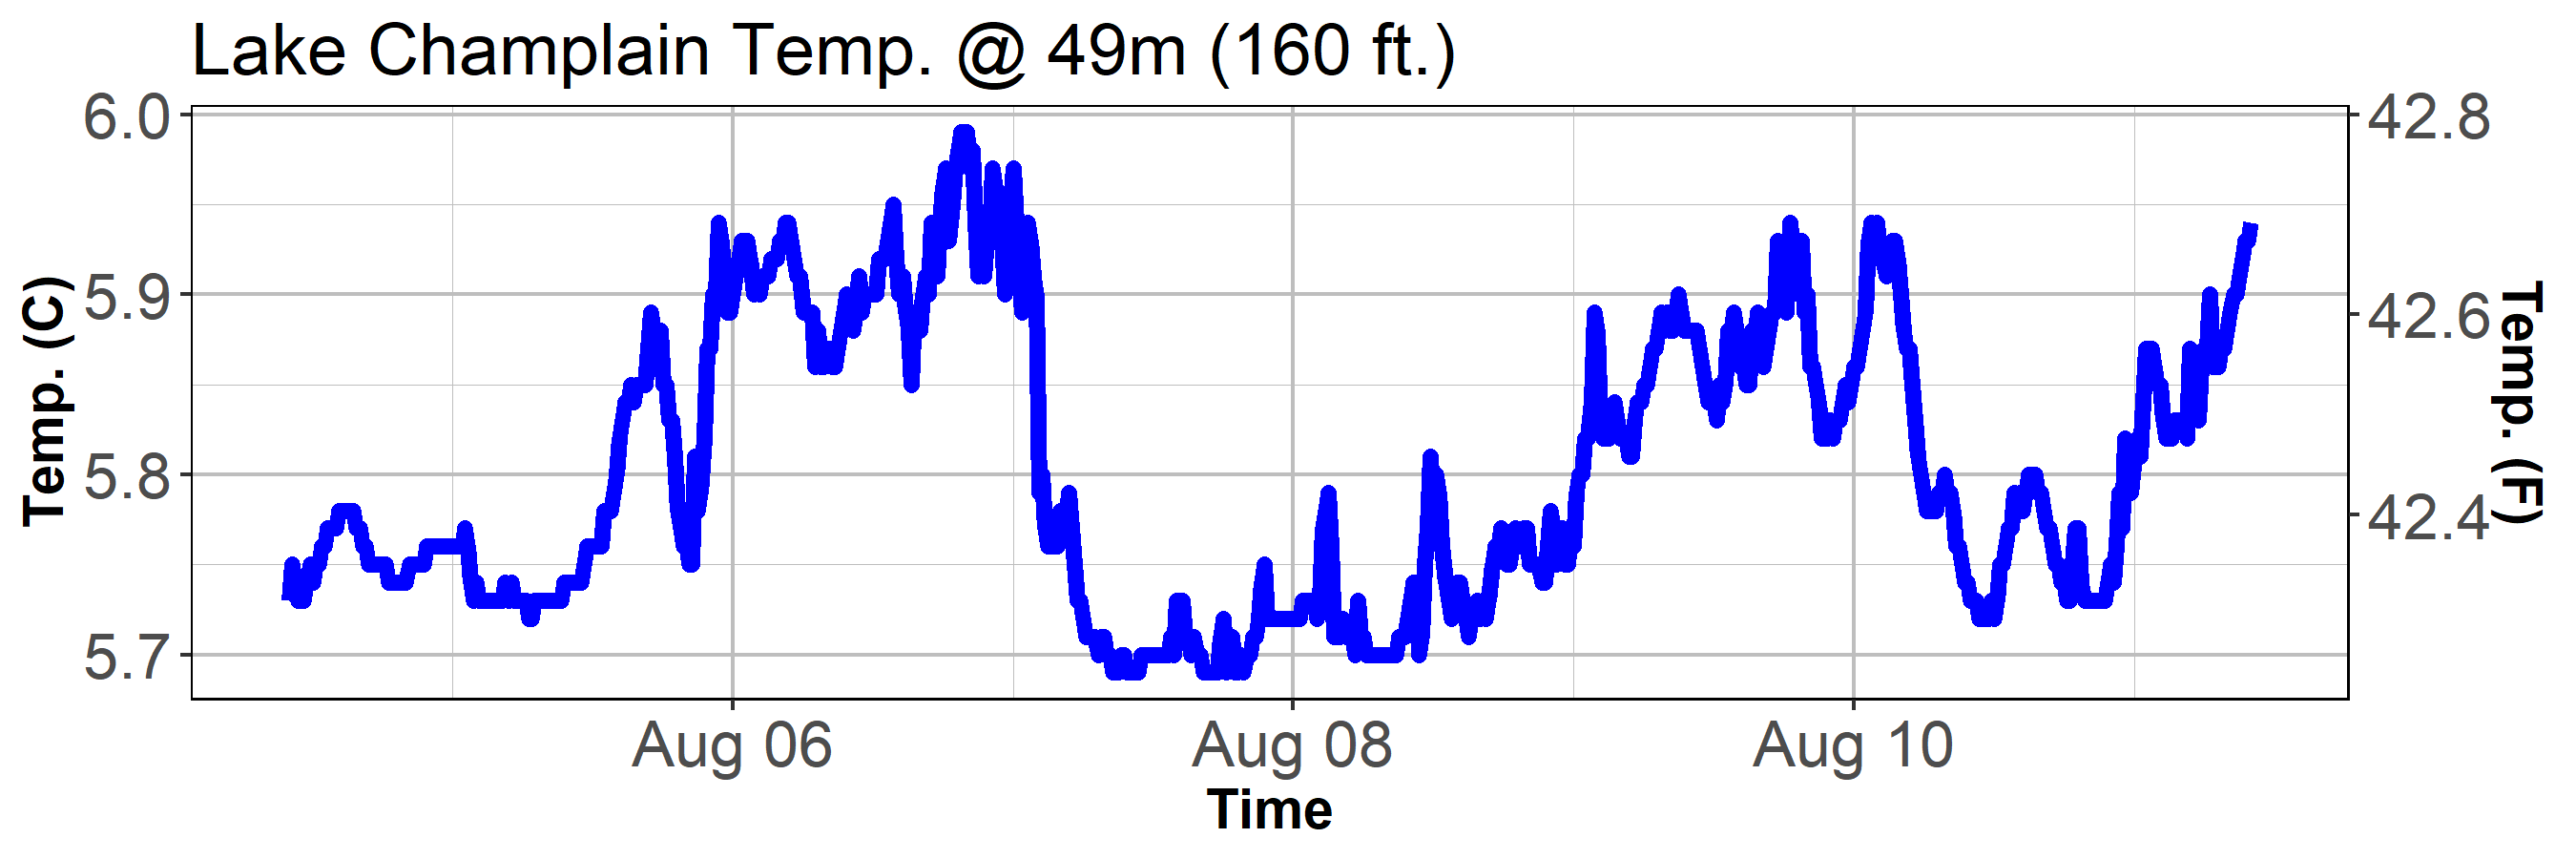 Lake Champlain Temp. @ 49m (160 ft.)
6.0
5.9
5.8
5.7
Temp. (C)
42.8
42.6
42.4
Temp. (F)
Aug 06
Aug 08
Aug 10
Time